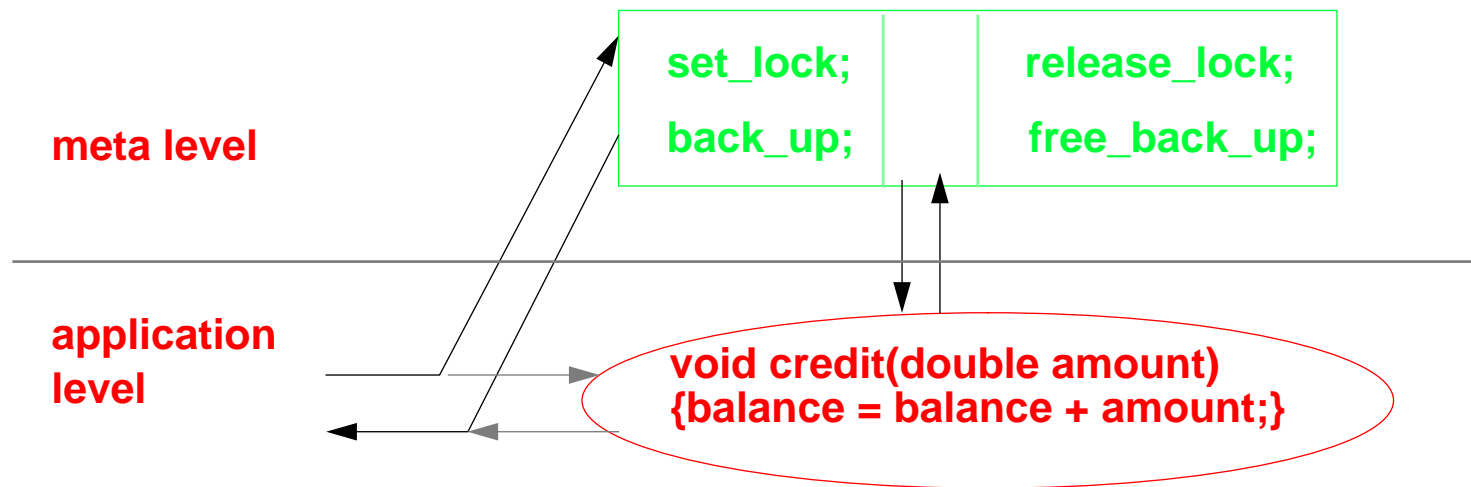 set_lock;
release_lock;
back_up;
free_back_up;
meta level
application
level
void credit(double amount)
{balance = balance + amount;}